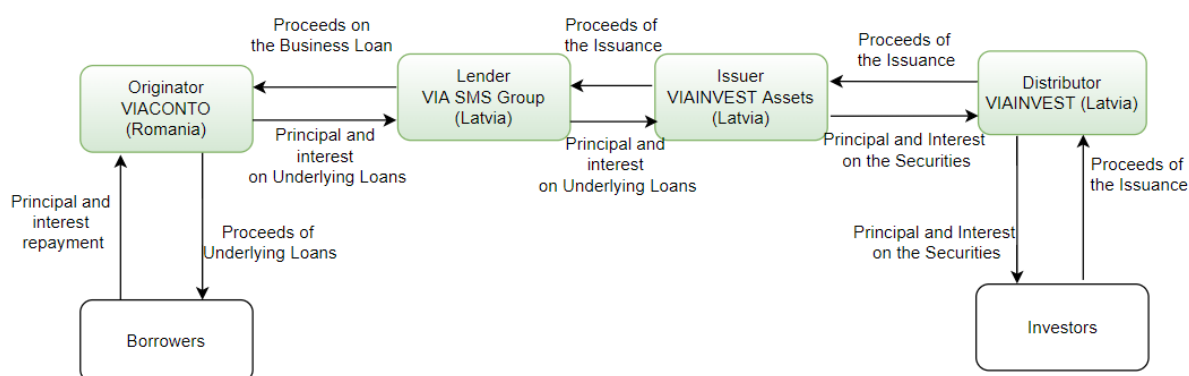 Proceeds on
the Business Loan
Proceeds of
the Issuance
Proceeds of
the Issuance
Originator
VIACONTO
(Romania)
Lender
VIA SMS Group
(Latvia)
Issuer
VIAINVEST Assets
(Latvia)
Distributor
VIAINVEST (Latvia)
Principal and
interest
on Underlying Loans
Principal and
interest
on Underlying Loans
Principal and Interest
on the Securities
Proceeds of
the Issuance
Principal and
interest
repayment
Proceeds of
Underlying Loans
Principal and Interest
on the Securities
Borrowers
Investors